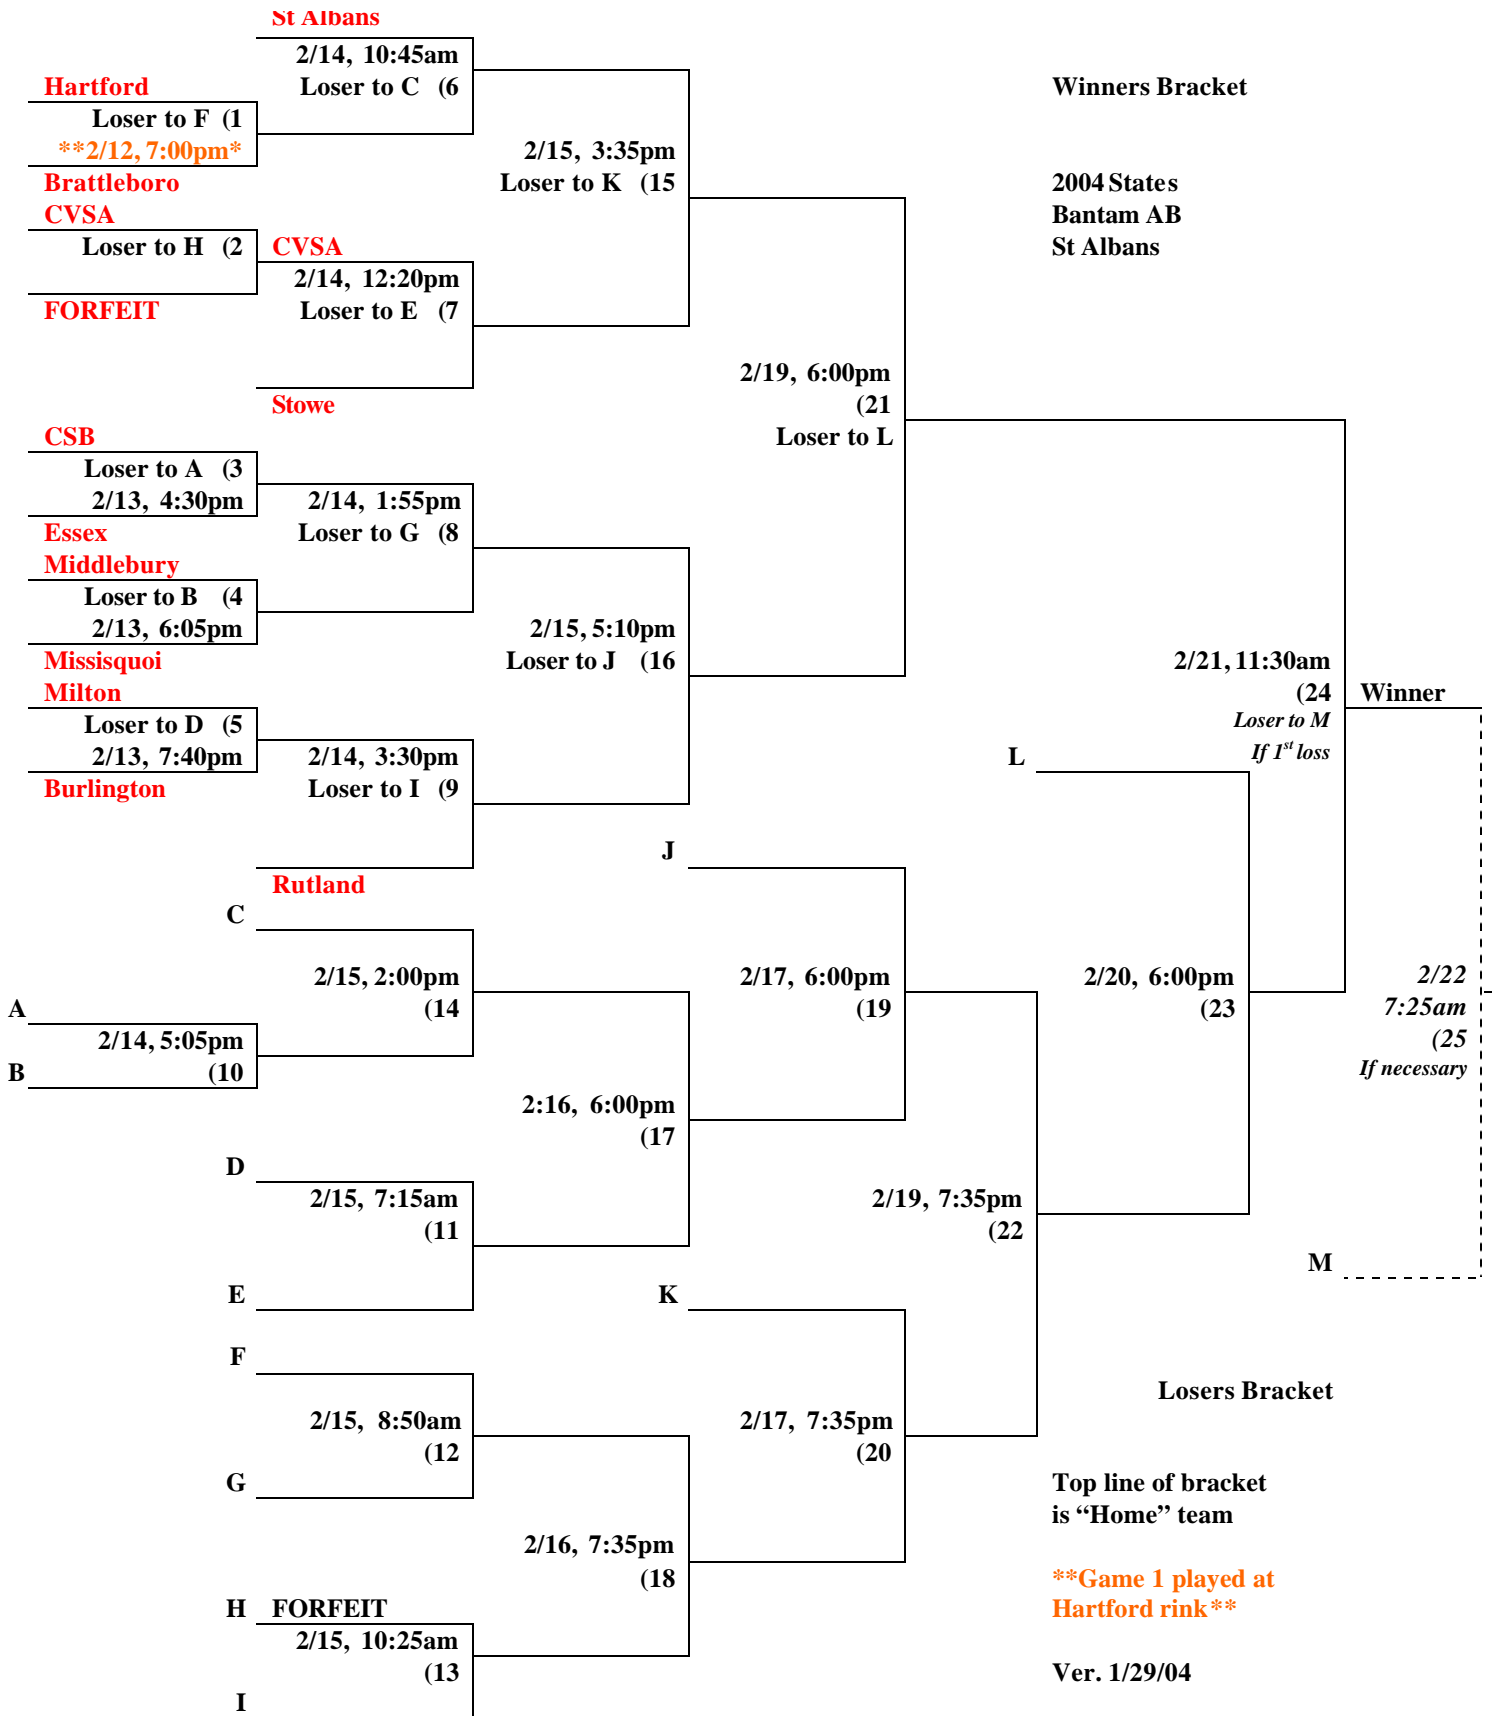 St Albans
2/14, 10:45am
Loser to C (6
Hartford
Loser to F (1
**2/12, 7:00pm*
Brattleboro
CVSA
Loser to H (2
FORFEIT
CVSA
2/14, 12:20pm
Loser to E (7
Stowe
2/15, 3:35pm
Loser to K (15
Winners Bracket
2004 States
Bantam AB
St Albans
2/19, 6:00pm
(21
Loser to L
CSB
Loser to A (3
2/13, 4:30pm
Essex
Middlebury
Loser to B (4
2/13, 6:05pm
Missisquoi
Milton
Loser to D (5
2/13, 7:40pm
Burlington
2/14, 1:55pm
Loser to G (8
2/14, 3:30pm
Loser to I (9
Rutland
2/15, 5:10pm
Loser to J (16
2/21, 11:30am
(24
Loser to M
If 1st loss
Winner
L
J
C
2/15, 2:00pm
(14
A
2/14, 5:05pm
B
(10
2/17, 6:00pm
(19
2/20, 6:00pm
(23
2/22
7:25am
(25
If necessary
2:16, 6:00pm
(17
D
2/15, 7:15am
(11
E
2/19, 7:35pm
(22
M
K
F
2/15, 8:50am
(12
G
2/17, 7:35pm
(20
Losers Bracket
2/16, 7:35pm
(18
H FORFEIT
2/15, 10:25am
(13
I
Top line of bracket
is “Home” team
**Game 1 played at
Hartford rink**
Ver. 1/29/04